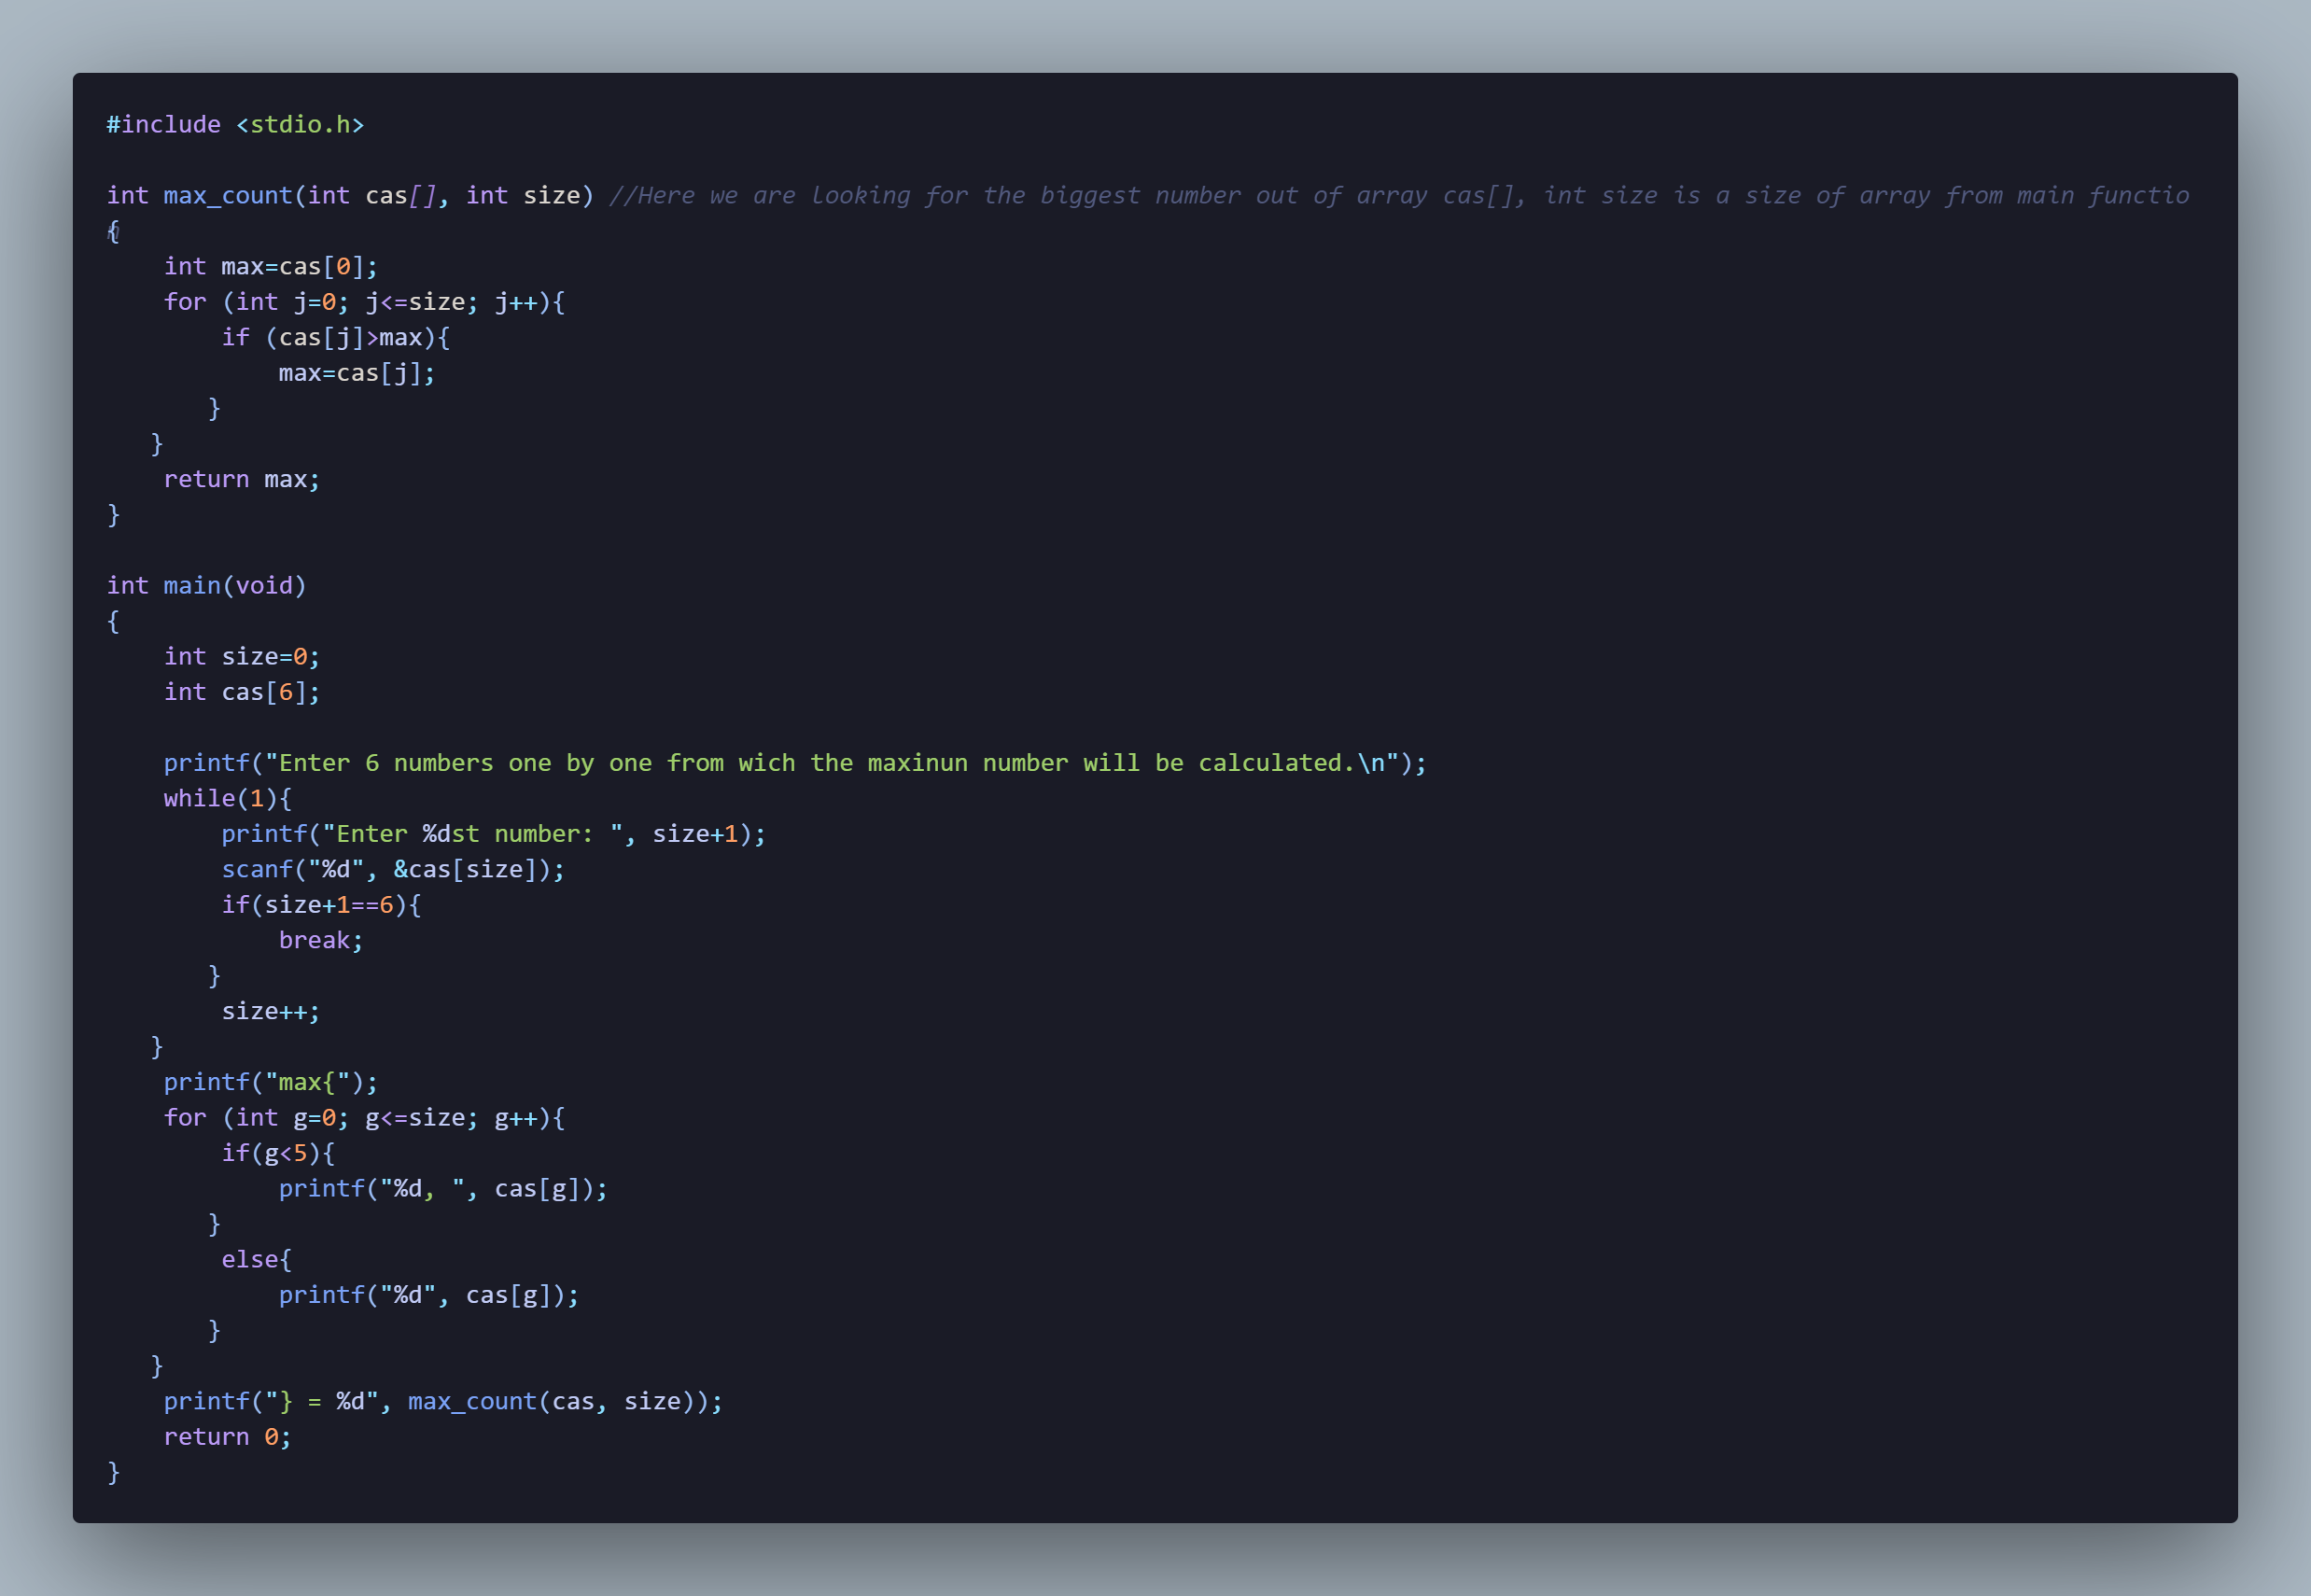 #include <stdio.h>

int max_count(int cas[], int size) //Here we are looking for the biggest number out of array cas[], int size is a size of array from main functio
n
{
    int max=cas[0];
    for (int j=0; j<=size; j++){
        if (cas[j]>max){
            max=cas[j];
       }
   }
    return max;
}

int main(void)
{
    int size=0;
    int cas[6];

    printf("Enter 6 numbers one by one from wich the maxinun number will be calculated.\n");
    while(1){
        printf("Enter %dst number: ", size+1);
        scanf("%d", &cas[size]);
        if(size+1==6){
            break;
       }
        size++;
   }
    printf("max{");
    for (int g=0; g<=size; g++){
        if(g<5){
            printf("%d, ", cas[g]);
       }
        else{
            printf("%d", cas[g]);
       }
   }
    printf("} = %d", max_count(cas, size));
    return 0;
}